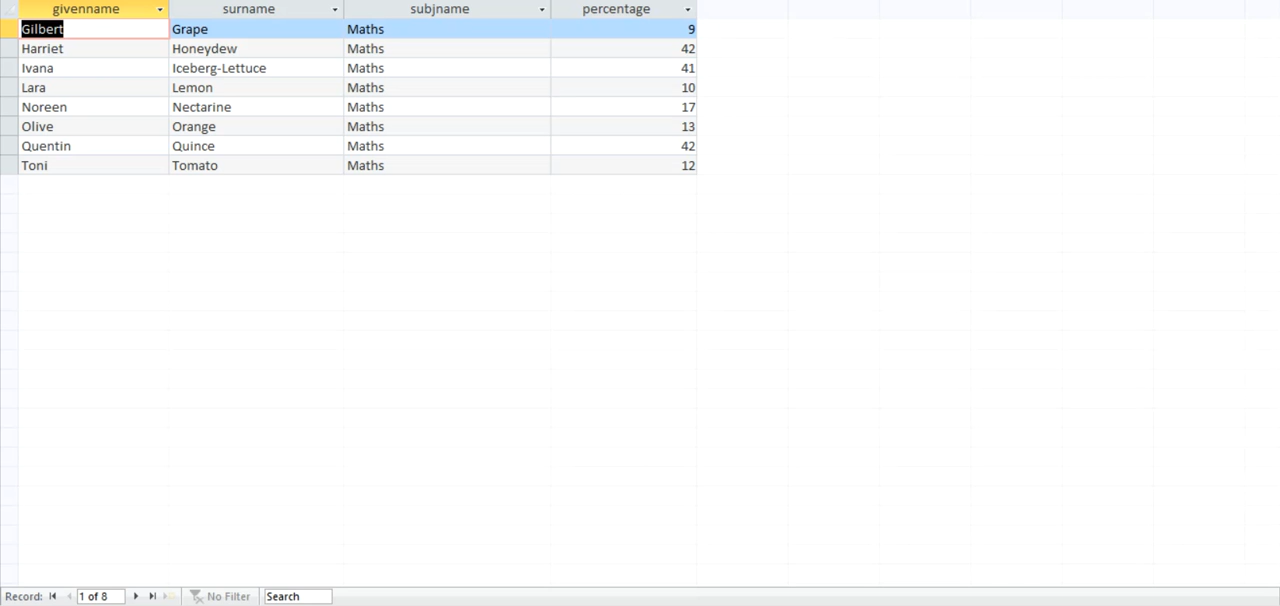 givenname surname subjname percentage
Gilbert Grape Maths 9
Harriet Honeydew Maths 42
Ivana Iceberg-Lettuce Maths 41
Lara Lemon Maths 10
Noreen Nectarine Maths 17
Olive Orange Maths 13
Quentin Quince Maths 42
Toni Tomato Maths 12
Record: 1 of 8 No Filter Search